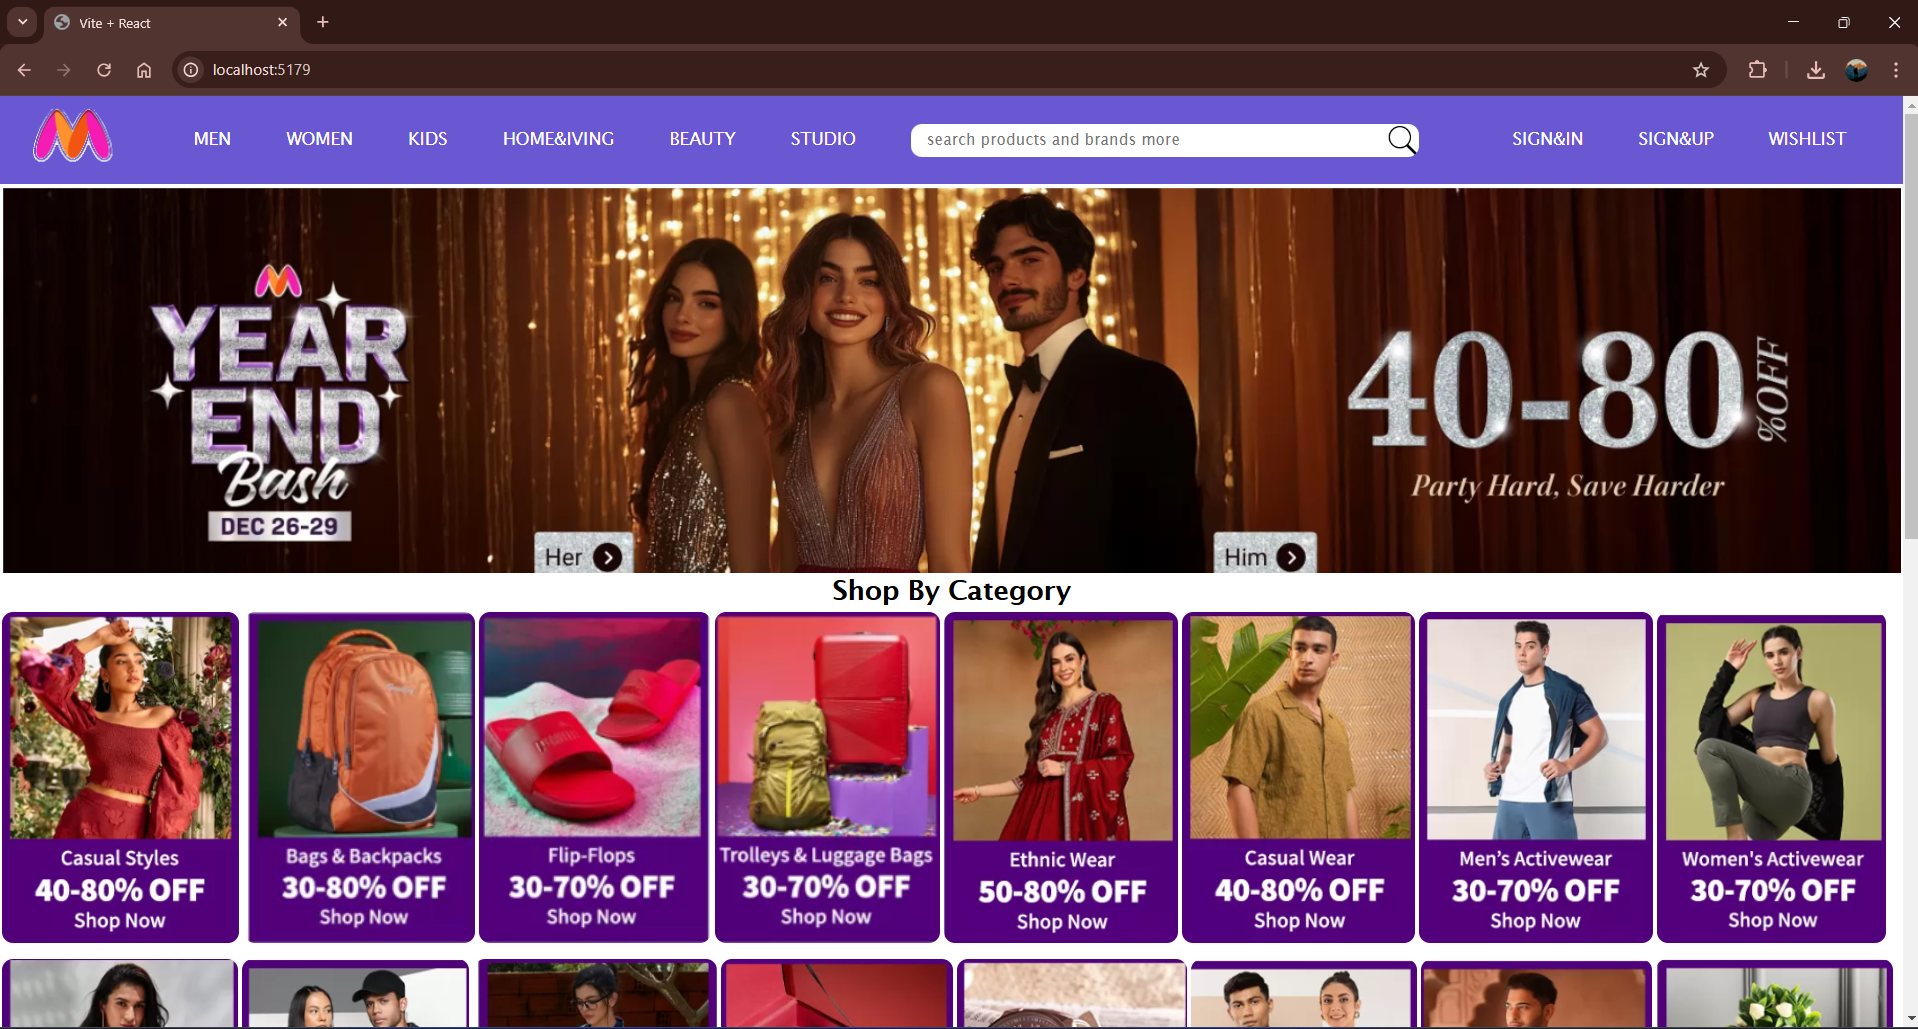 Vite + React
localhost:5179
MEN WOMEN KIDS HOME&IVING BEAUTY STUDIO search products and brands more SIGN&IN SIGN&UP WISHLIST
YEAR
END
Bash
DEC 26-29
Her
Him
40-80
%OFF
Party Hard, Save Harder
Shop By Category
Casual Styles
40-80% OFF
Shop Now
Bags & Backpacks
30-80% OFF
Shop Now
Flip-Flops
30-70% OFF
Shop Now
Trolleys & Luggage Bags
30-70% OFF
Shop Now
Ethnic Wear
50-80% OFF
Shop Now
Casual Wear
40-80% OFF
Shop Now
Men's Activewear
30-70% OFF
Shop Now
Women's Activewear
30-70% OFF
Shop Now